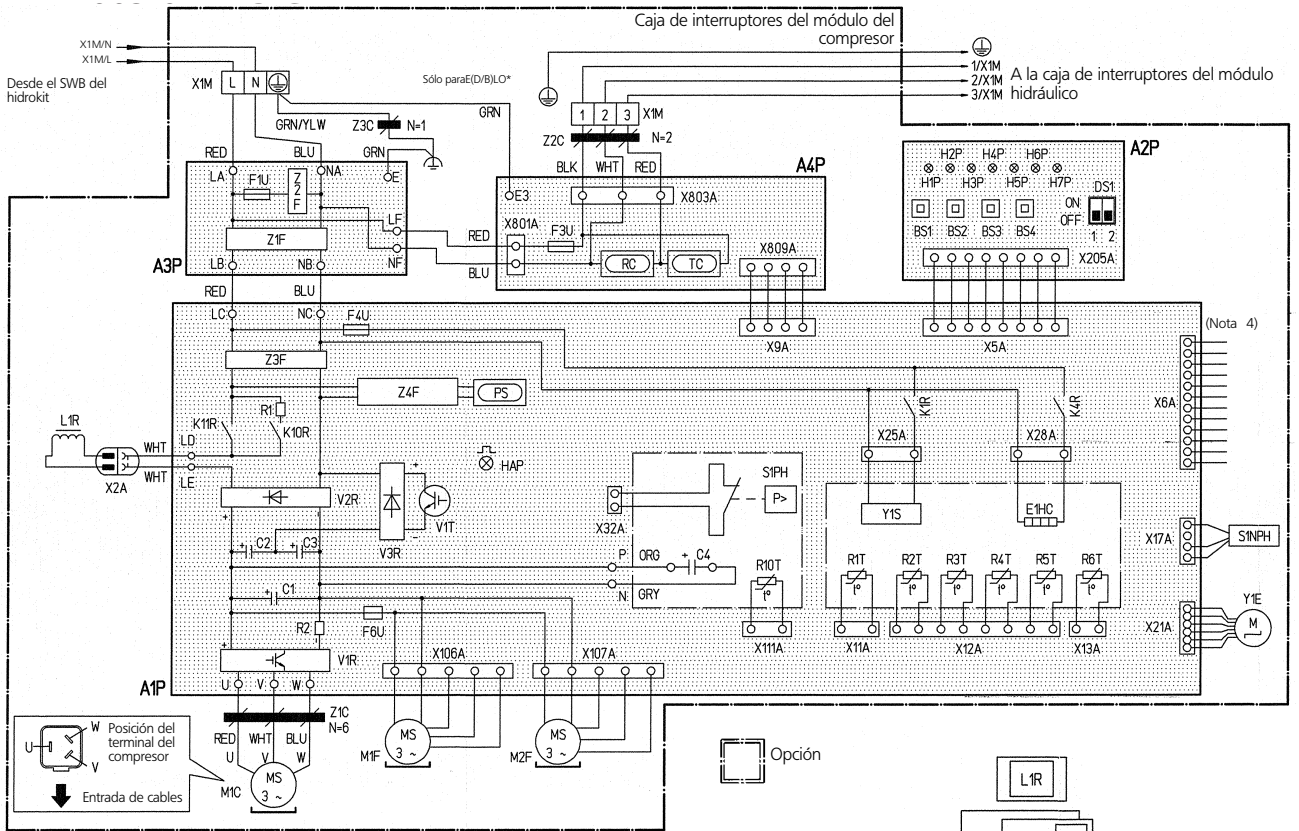 Caja de interruptores del módulo del
compresor
X1M/N
X1M/L
Desde el SWB del
hidrokit
X1M L N
Sólo paraE(D/B)LO*
1/X1M
2/X1M
3/X1M
A la caja de interruptores del módulo
hidráulico
GRN
1 2 3 X1M
GRN/YLW
Z3C N=1
Z2C N=2
RED BLU GRN
BLK WHT RED
A4P
A2P
LA F1U Z2F NA E
E3 X803A
H2P H4P H6P
H1P H3P H5P H7P
DS1
ON
OFF
1 2
BS1 BS2 BS3 BS4
X205A
LF
NF
Z1F
A3P
LB NB
RED
BLU
X801A
F3U
RC TC
X809A
RED BLU
LC NC F4U
X9A
X5A
(Nota 4)
Z3F
Z4F PS
R1
K11R K10R
K1R K4R
X6A
L1R
X2A
WHT LD
WHT LE
X25A X28A
HAP
S1PH
P>
V2R
V3R
V1T
X32A
Y1S E1HC
X17A S1NPH
+ C2 + C3
P ORG + C4
N GRY
R10T
t°
R1T R2T R3T R4T R5T R6T
t° t° t° t° t° t°
+ C1
R2
F6U
X111A X11A X12A X13A
X21A
Y1E
M
V1R
X106A X107A
A1P
U V W
Z1C
N=6
RED WHT BLU
U V W
M1C
MS
3 ~
M1F
MS
3 ~
M2F
MS
3 ~
U W V
Posición del
terminal del
compresor
Entrada de cables
Opción
L1R